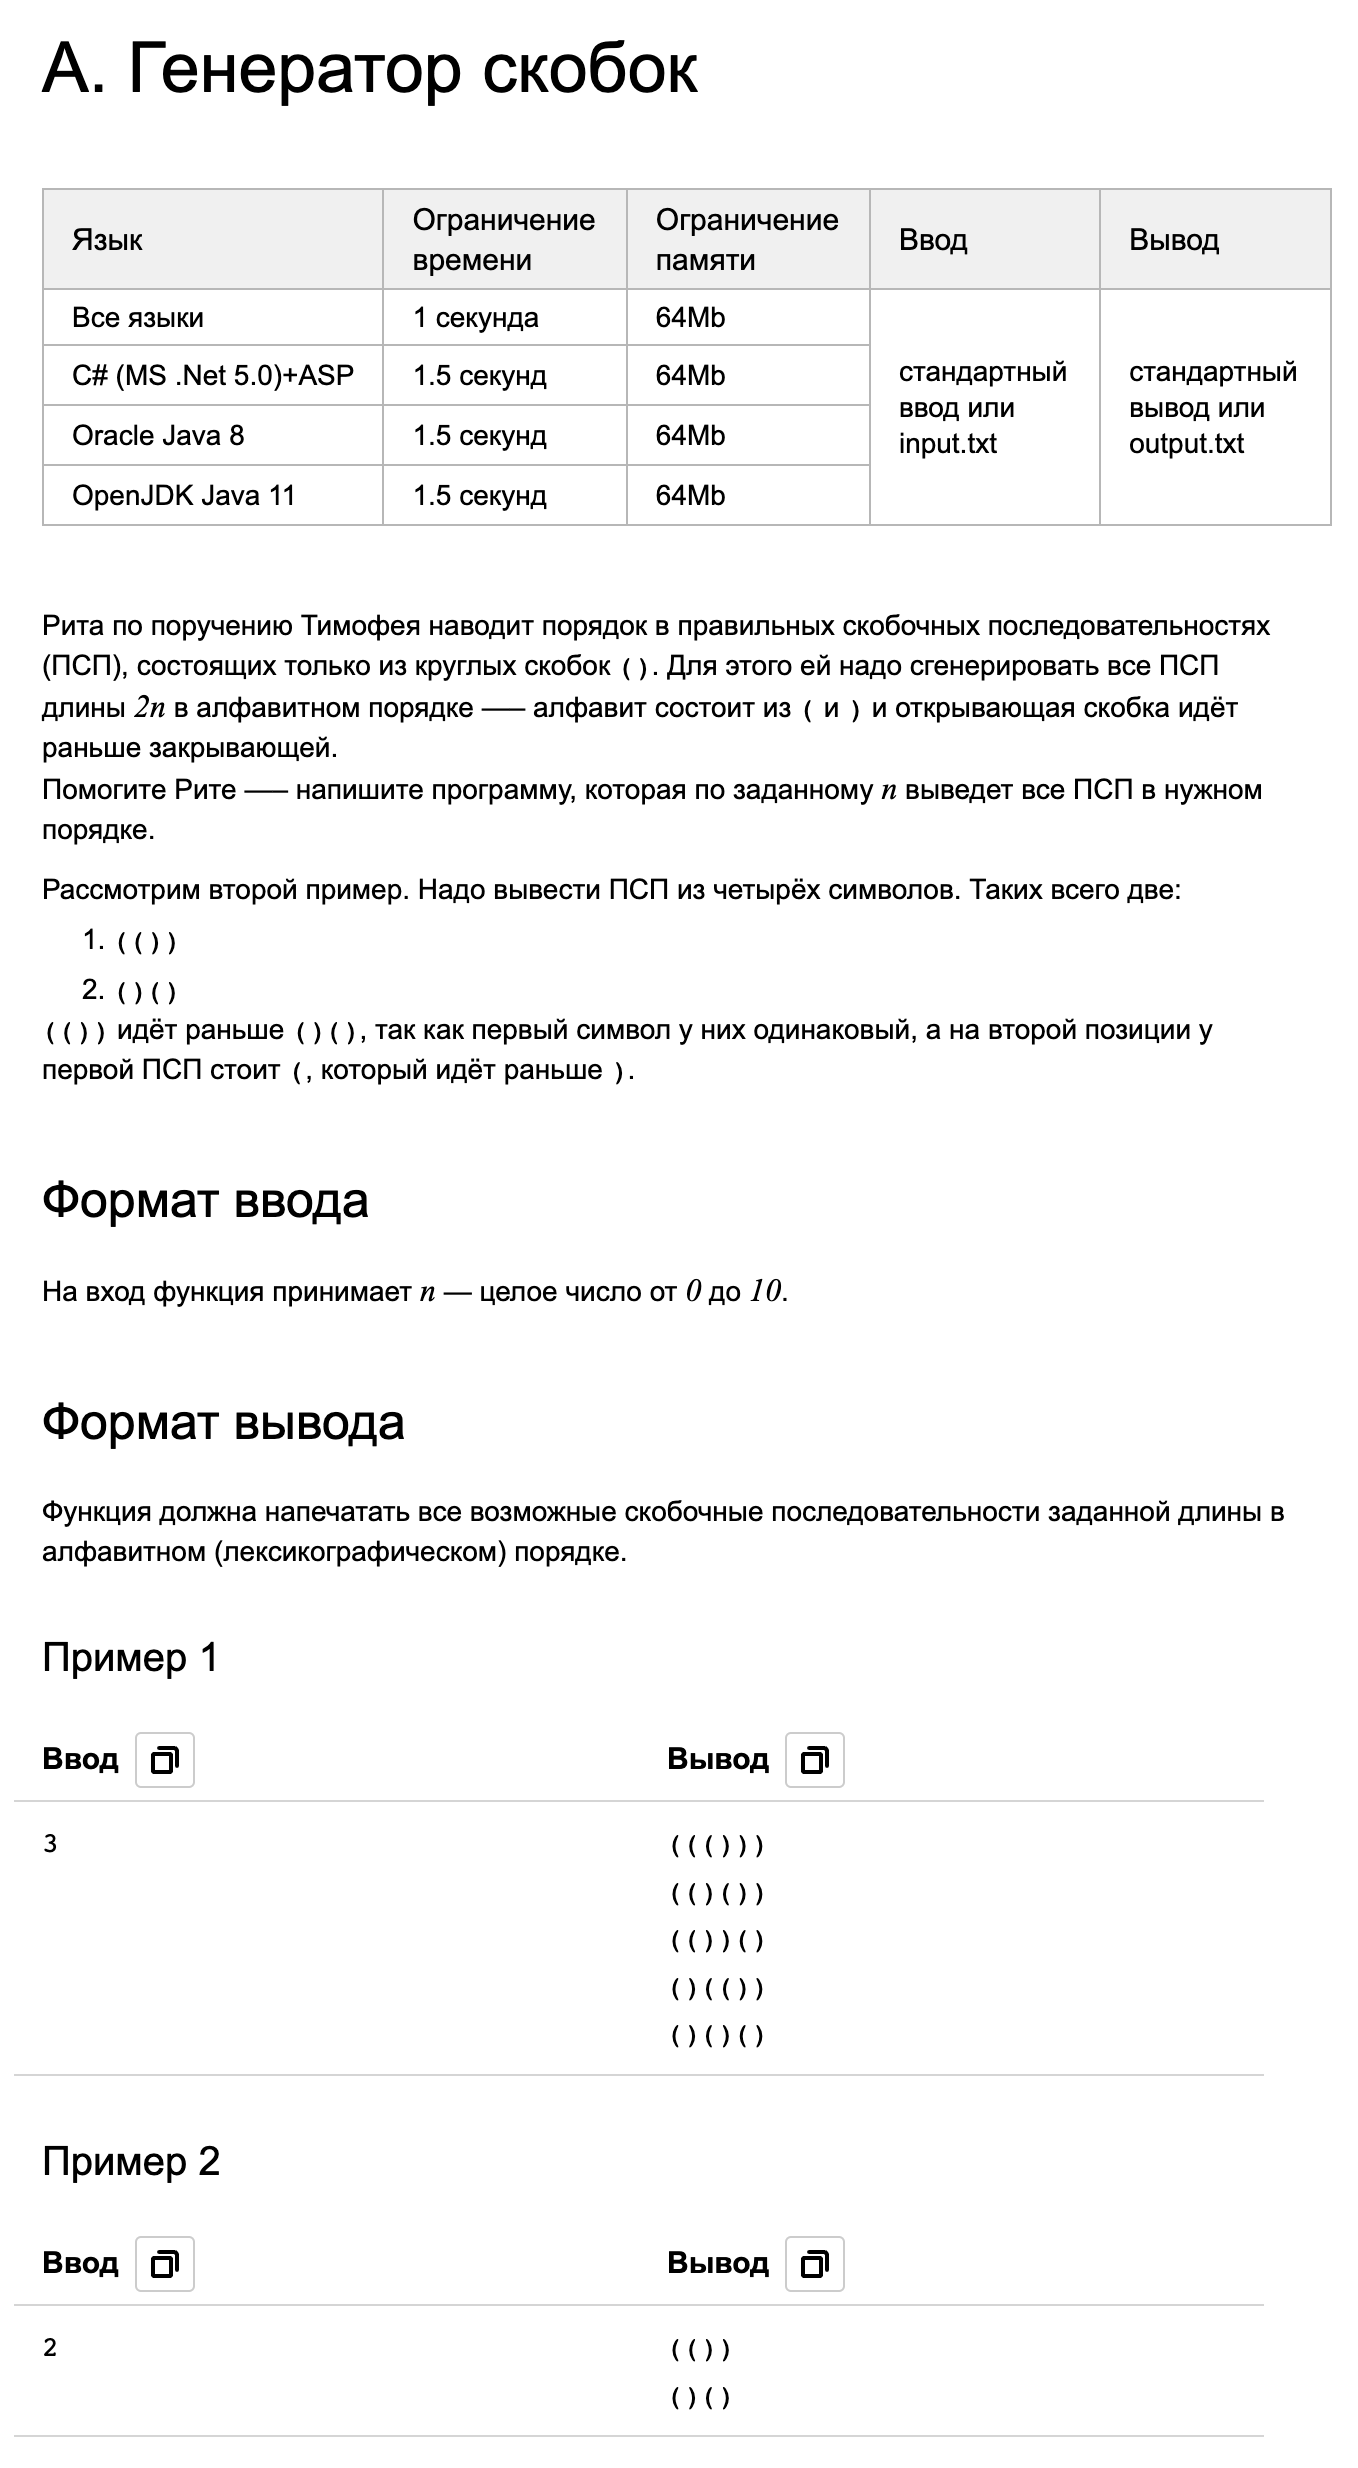 А. Генератор скобок
Язык
Ограничение времени
Ограничение памяти
Ввод
Вывод
Все языки
1 секунда
64Mb
стандартный ввод или input.txt
стандартный вывод или output.txt
C# (MS .Net 5.0)+ASP
1.5 секунд
64Mb
Oracle Java 8
1.5 секунд
64Mb
OpenJDK Java 11
1.5 секунд
64Mb
Рита по поручению Тимофея наводит порядок в правильных скобочных последовательностях
(ПСП), состоящих только из круглых скобок (). Для этого ей надо сгенерировать все ПСП
длины 2n в алфавитном порядке —– алфавит состоит из ( и ) и открывающая скобка идёт
раньше закрывающей.
Помогите Рите —– напишите программу, которая по заданному n выведет все ПСП в нужном
порядке.
Рассмотрим второй пример. Надо вывести ПСП из четырёх символов. Таких всего две:
1. (())
2. ()()
(()) идёт раньше ()(), так как первый символ у них одинаковый, а на второй позиции у
первой ПСП стоит (, который идёт раньше ).
Формат ввода
На вход функция принимает n — целое число от 0 до 10.
Формат вывода
Функция должна напечатать все возможные скобочные последовательности заданной длины в
алфавитном (лексикографическом) порядке.
Пример 1
Ввод
Вывод
3
((()))
(()())
(())()
()(())
()()()
Пример 2
Ввод
Вывод
2
(())
()()